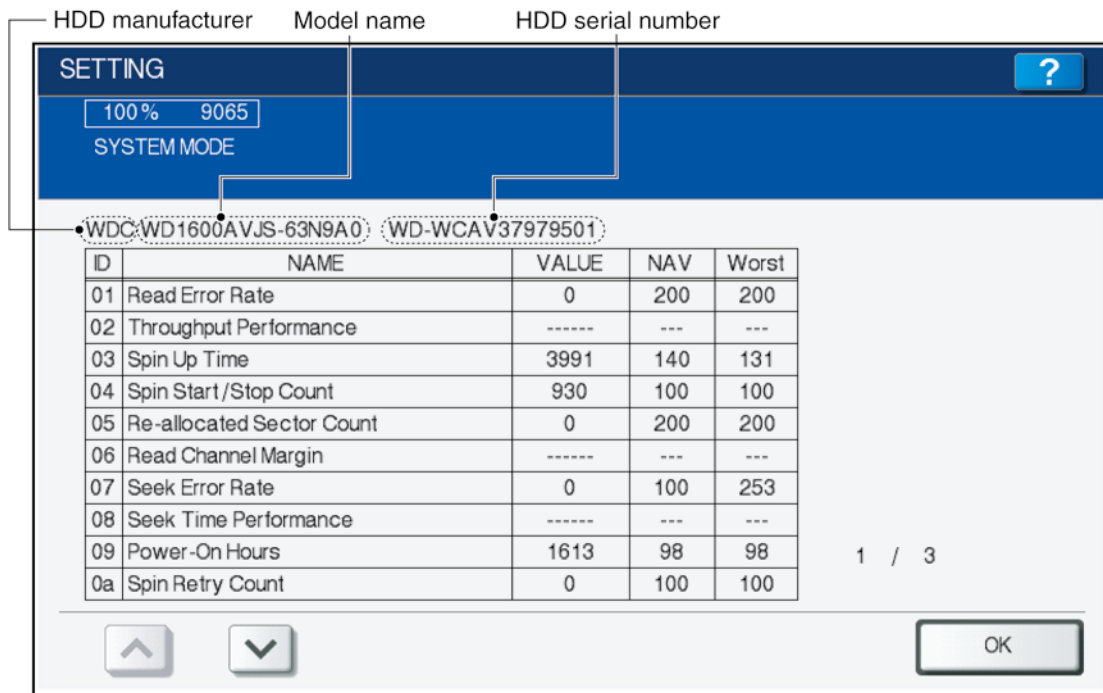 HDD manufacturer Model name HDD serial number
SETTING ?
100% 9065
SYSTEM MODE
WDC WD1600AVJS-63N9A0 WD-WCAV37979501
ID NAME VALUE NAV Worst
01 Read Error Rate 0 200 200
02 Throughput Performance ------ --- ---
03 Spin Up Time 3991 140 131
04 Spin Start/Stop Count 930 100 100
05 Re-allocated Sector Count 0 200 200
06 Read Channel Margin ------ --- ---
07 Seek Error Rate 0 100 253
08 Seek Time Performance ------ --- ---
09 Power-On Hours 1613 98 98
1 / 3
0a Spin Retry Count 0 100 100
OK